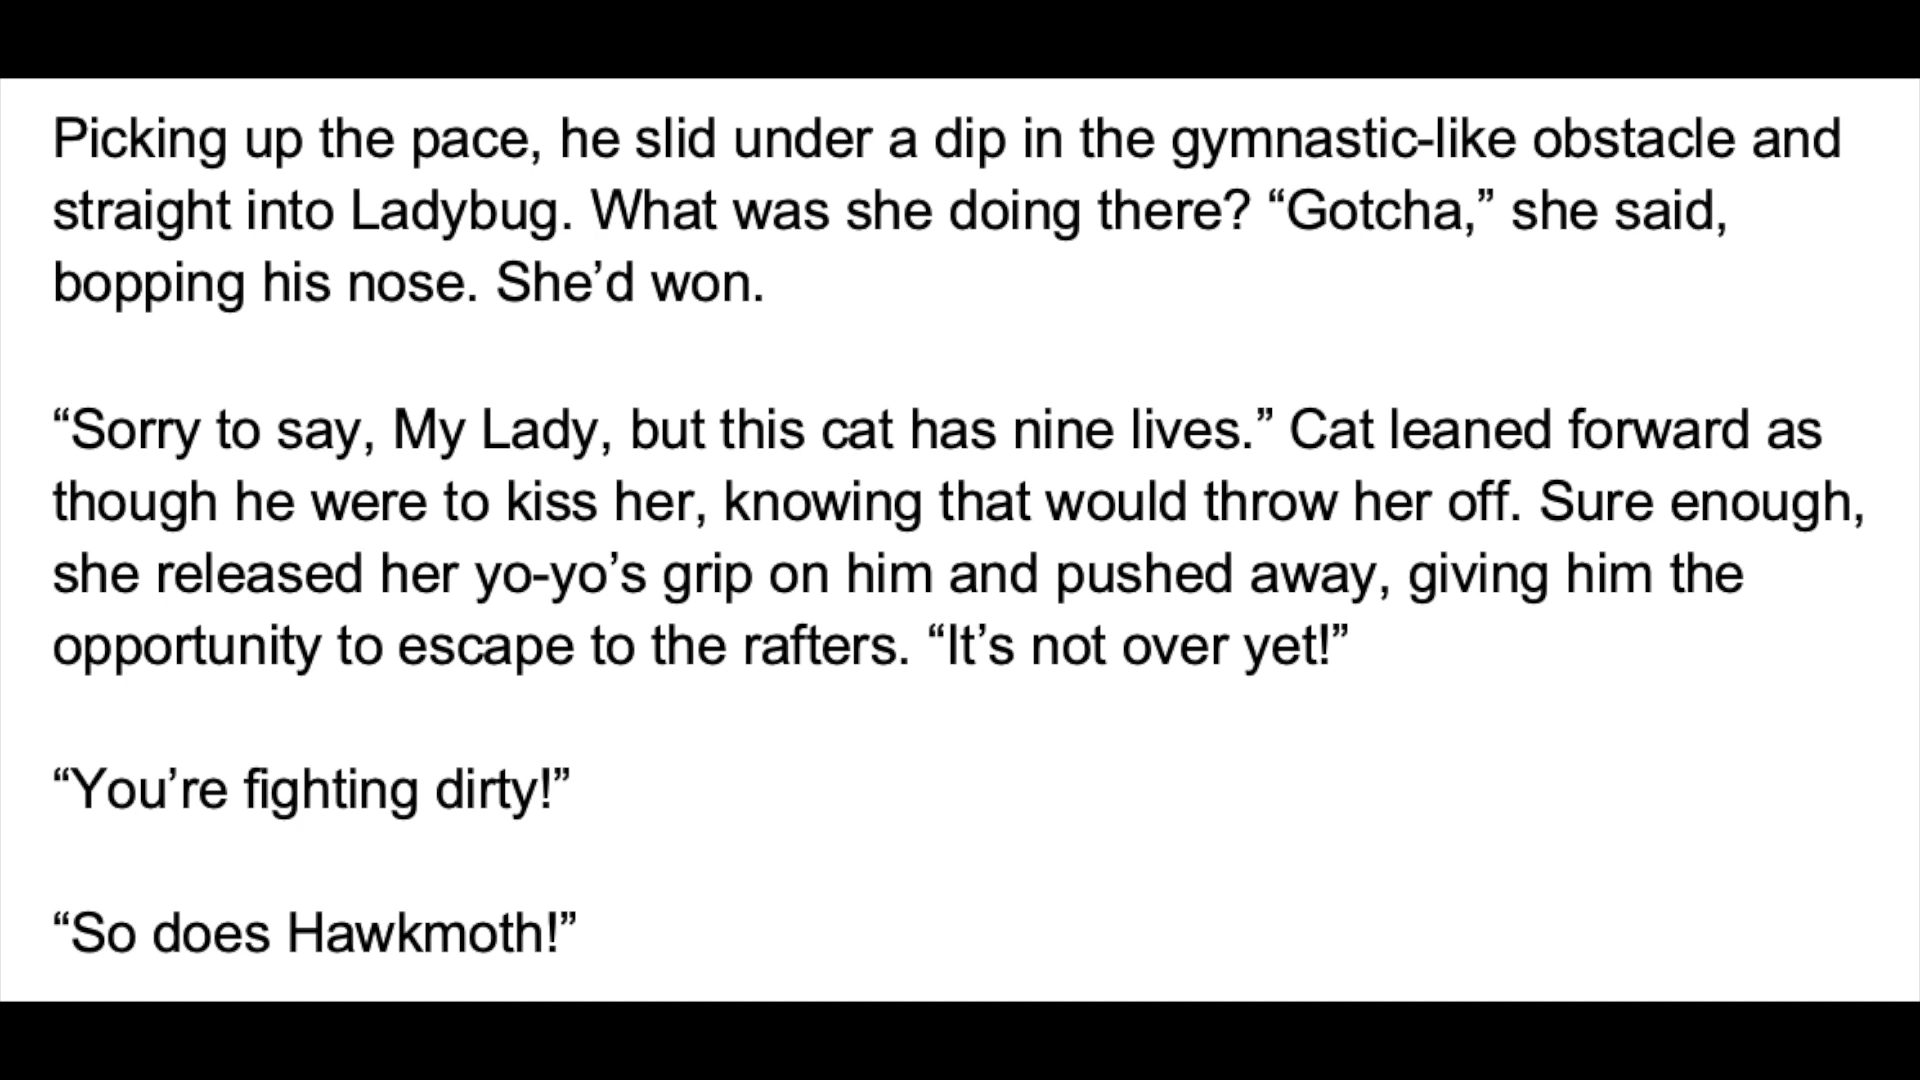 Picking up the pace, he slid under a dip in the gymnastic-like obstacle and
straight into Ladybug. What was she doing there? “Gotcha,” she said,
bopping his nose. She’d won.
“Sorry to say, My Lady, but this cat has nine lives.” Cat leaned forward as
though he were to kiss her, knowing that would throw her off. Sure enough,
she released her yo-yo’s grip on him and pushed away, giving him the
opportunity to escape to the rafters. “It’s not over yet!”
“You’re fighting dirty!”
“So does Hawkmoth!”